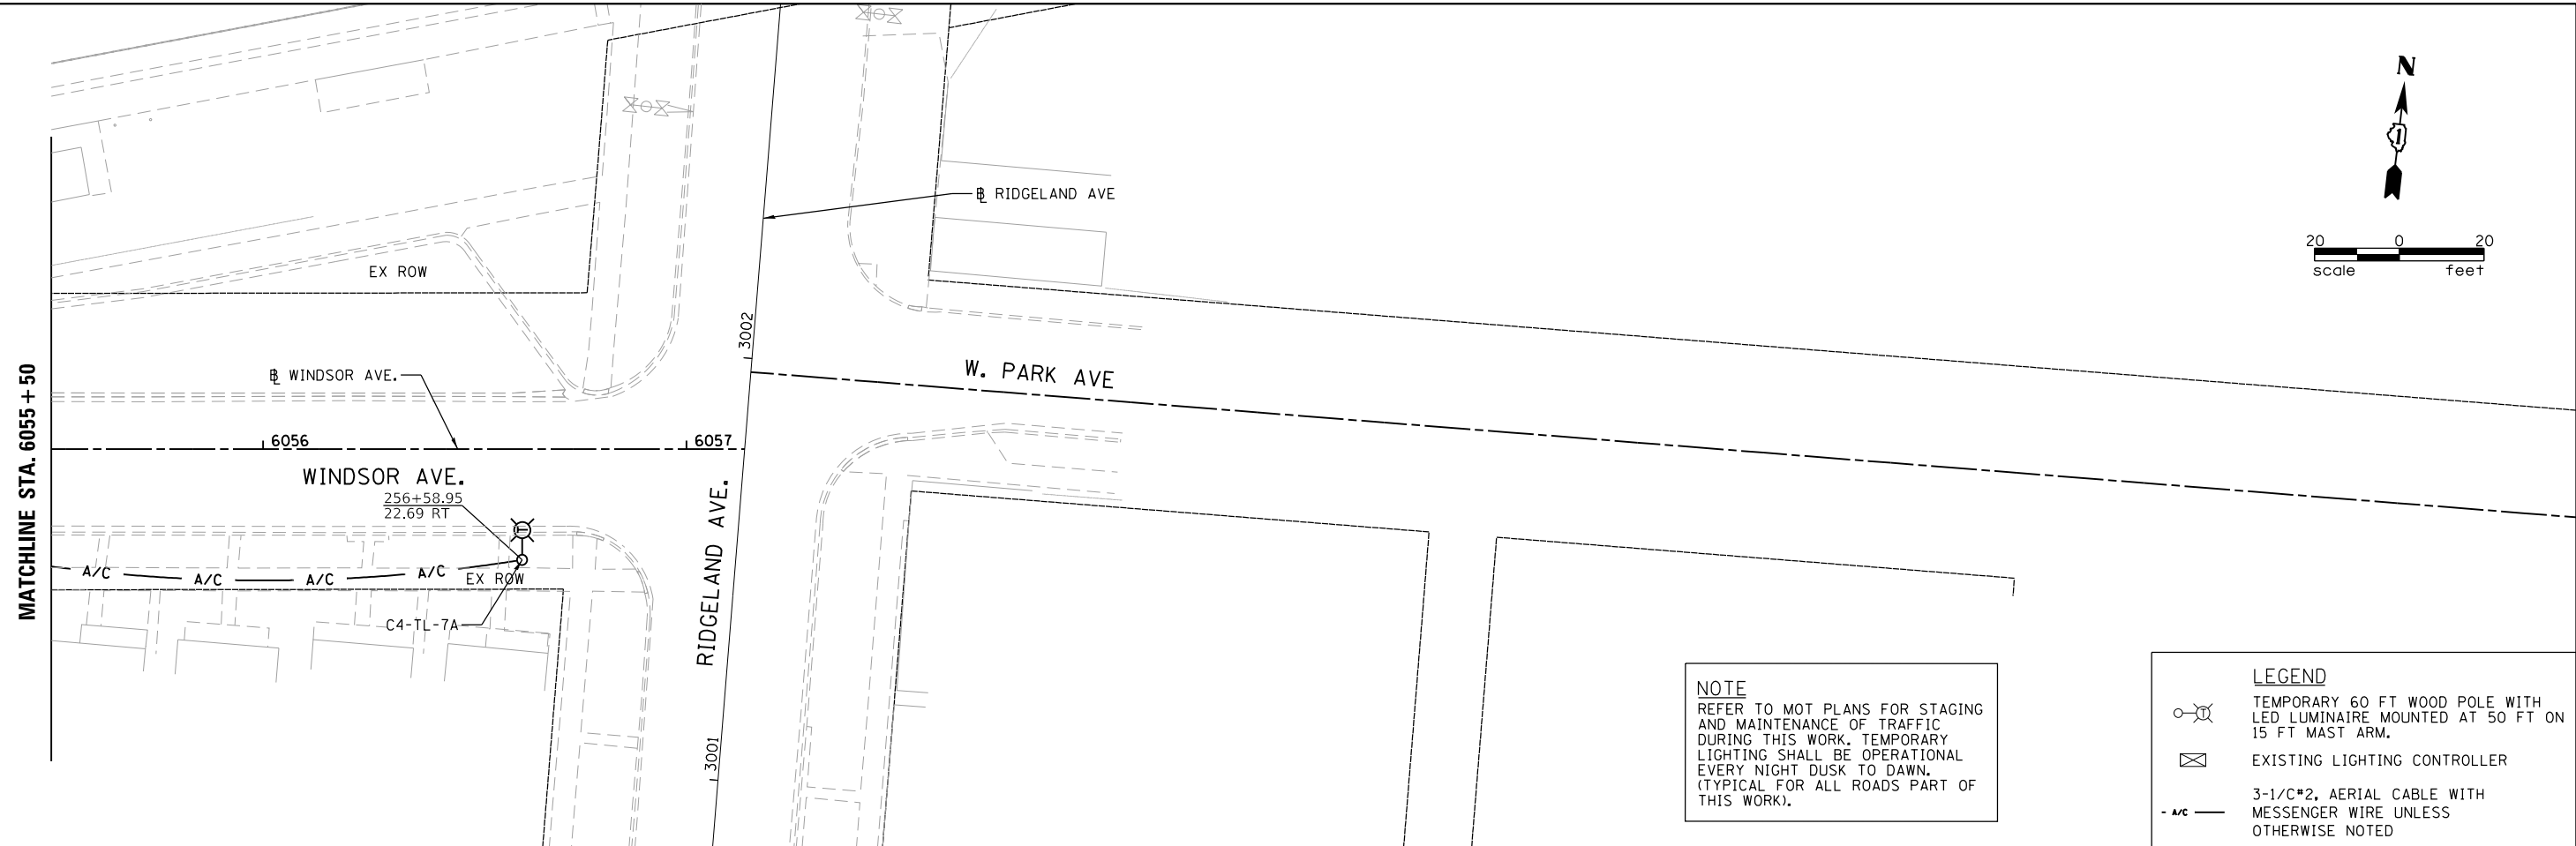 N
20 0 20
scale feet
℄ RIDGELAND AVE
EX ROW
3002
MATCHLINE STA. 6055+50
℄ WINDSOR AVE.
W. PARK AVE
6056
6057
WINDSOR AVE.
256+58.95
22.69 RT
T
RIDGELAND AVE.
A/C A/C A/C A/C
EX ROW
C4-TL-7A
3001
NOTE
REFER TO MOT PLANS FOR STAGING
AND MAINTENANCE OF TRAFFIC
DURING THIS WORK. TEMPORARY
LIGHTING SHALL BE OPERATIONAL
EVERY NIGHT DUSK TO DAWN.
(TYPICAL FOR ALL ROADS PART OF
THIS WORK).
LEGEND
T
TEMPORARY 60 FT WOOD POLE WITH
LED LUMINAIRE MOUNTED AT 50 FT ON
15 FT MAST ARM.
EXISTING LIGHTING CONTROLLER
A/C
3-1/C#2, AERIAL CABLE WITH
MESSENGER WIRE UNLESS
OTHERWISE NOTED